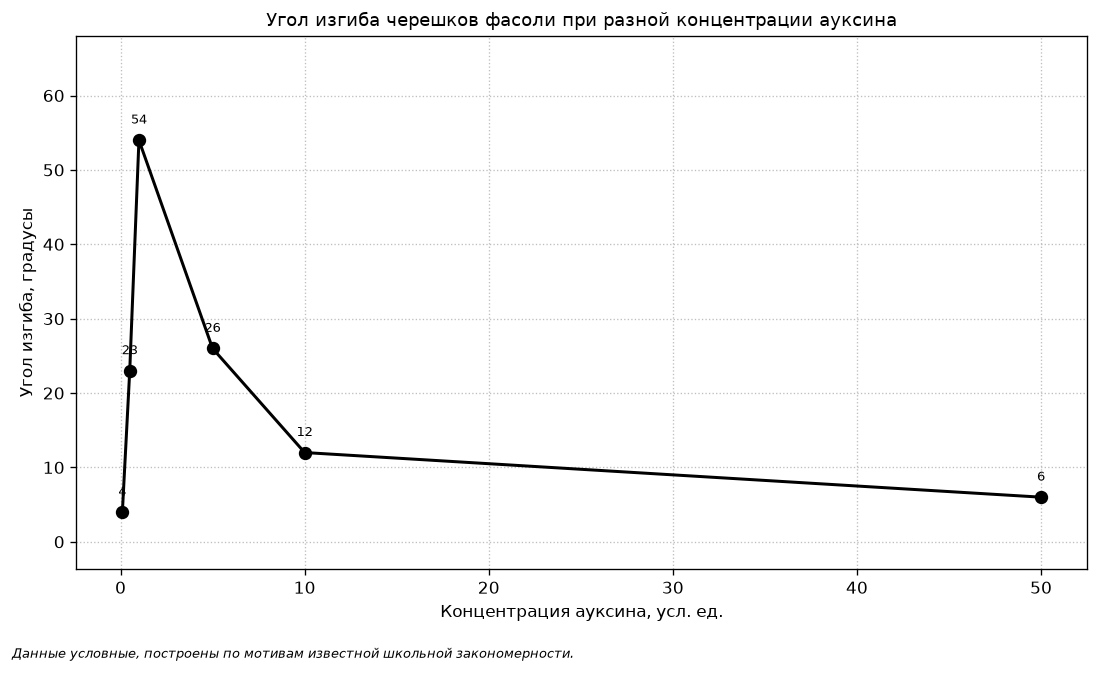 Угол изгиба черешков фасоли при разной концентрации ауксина
Угол изгиба, градусы
60
50
40
30
20
10
0
54
23
4
26
12
6
0 10 20 30 40 50
Концентрация ауксина, усл. ед.
Данные условные, построены по мотивам известной школьной закономерности.